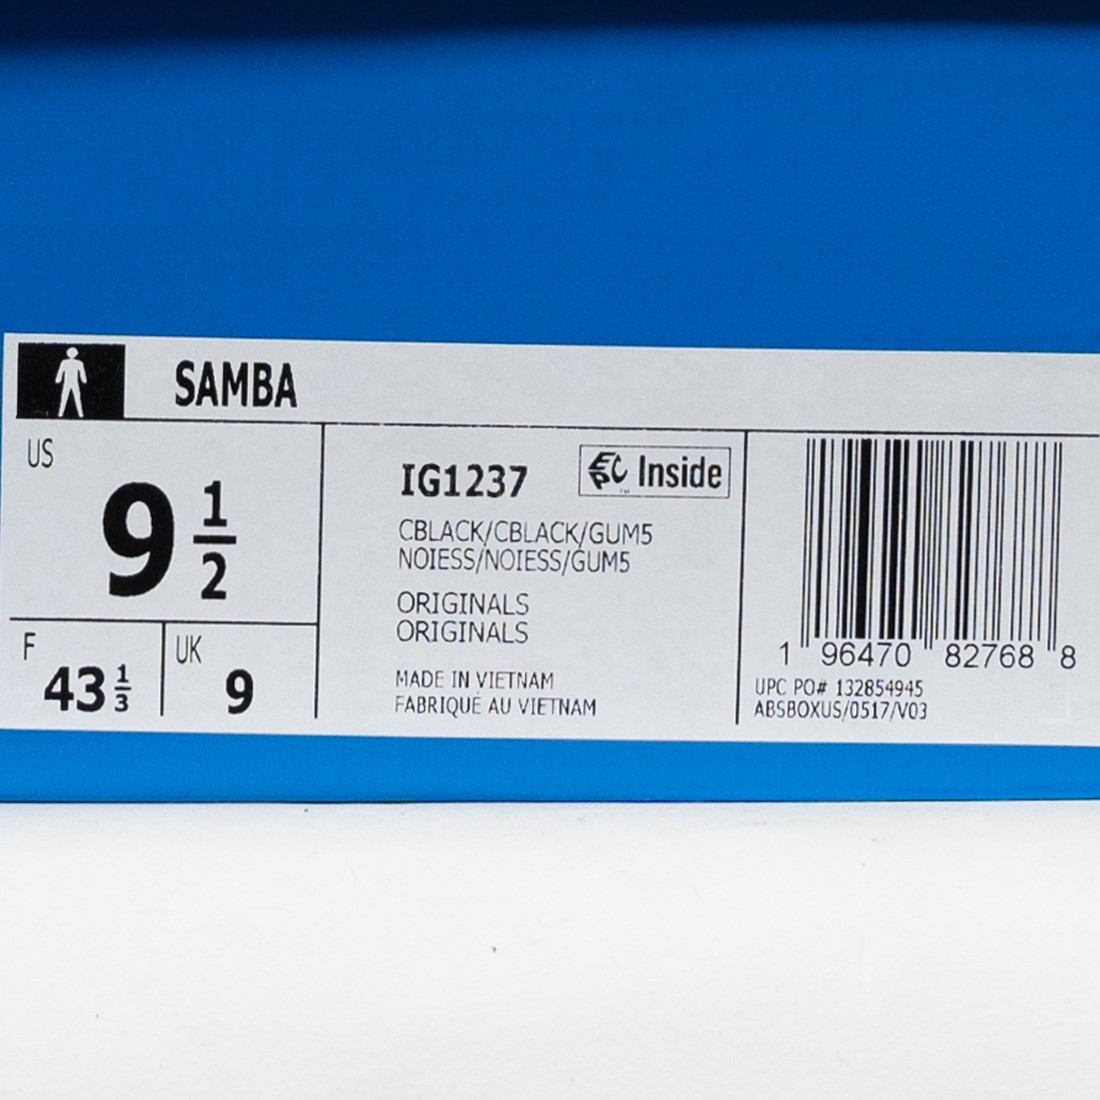 SAMBA
US
9 1/2
F
43 1/3
UK
9
IG1237
EPC Inside
CBLACK/CBLACK/GUM5
NOIESS/NOIESS/GUM5
ORIGINALS
ORIGINALS
MADE IN VIETNAM
FABRIQUÉ AU VIETNAM
1 96470 82768 8
UPC PO# 132854945
ABSBOXUS/0517/V03